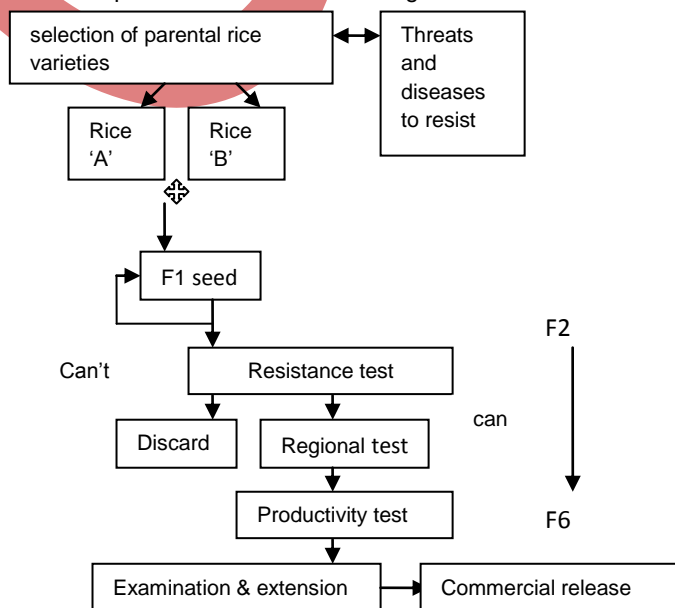 selection of parental rice
varieties
Threats
and
diseases
to resist
Rice
'A'
Rice
'B'
F1 seed
F2
Can't
Resistance test
can
Discard
Regional test
Productivity test
F6
Examination & extension
Commercial release